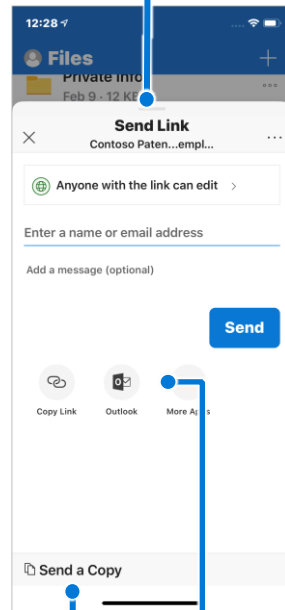 12:28
Files
Private Info
Feb 9 - 12 KB
Send Link
Contoso Paten...empl...
Anyone with the link can edit
Enter a name or email address
Add a message (optional)
Send
Copy Link
Outlook
More Apps
Send a Copy